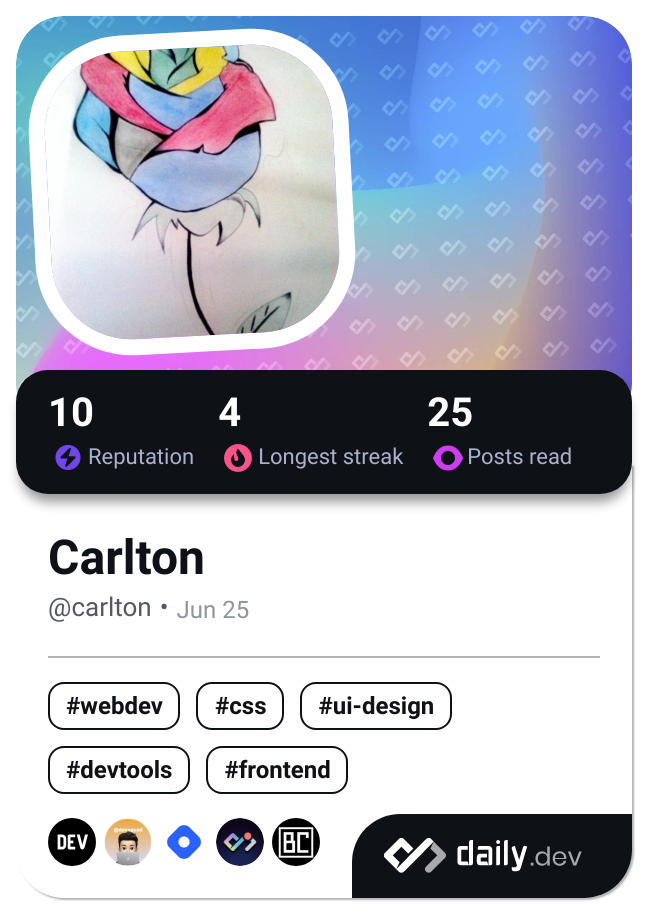 10 4 25
Reputation Longest streak Posts read
Carlton
@carlton • Jun 25
#webdev #css #ui-design
#devtools #frontend
DEV BC daily.dev